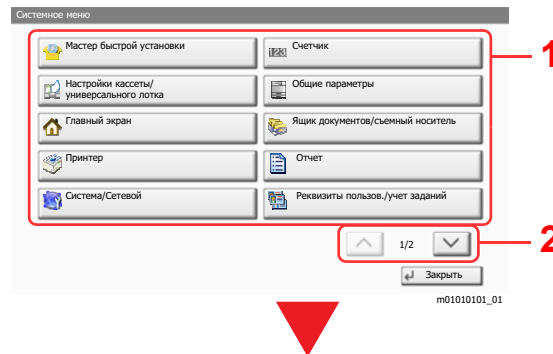 Системное меню
Мастер быстрой установки
Счетчик
1
Настройки кассеты/
универсального лотка
Общие параметры
Главный экран
Ящик документов/съемный носитель
Принтер
Отчет
Система/Сетевой
Реквизиты пользов./учет заданий
1/2
2
Закрыть
m01010101_01